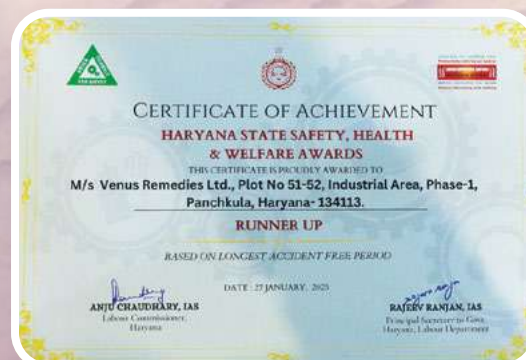 CERTIFICATE OF ACHIEVEMENT
HARYANA STATE SAFETY, HEALTH
& WELFARE AWARDS
THIS CERTIFICATE IS PROUDLY AWARDED TO
M/s Venus Remedies Ltd., Plot No 51-52, Industrial Area, Phase-1,
Panchkula, Haryana- 134113.
RUNNER UP
BASED ON LONGEST ACCIDENT FREE PERIOD
DATE : 27 JANUARY, 2025
ANJU CHAUDHARY, IAS
Labour Commissioner,
Haryana
RAJEEV RANJAN, IAS
Principal Secretary to Govt.
Haryana, Labour Department